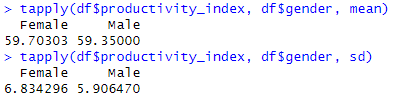 > tapply(df$productivity_index, df$gender, mean)
Female Male
59.70303 59.35000
> tapply(df$productivity_index, df$gender, sd)
Female Male
6.834296 5.906470